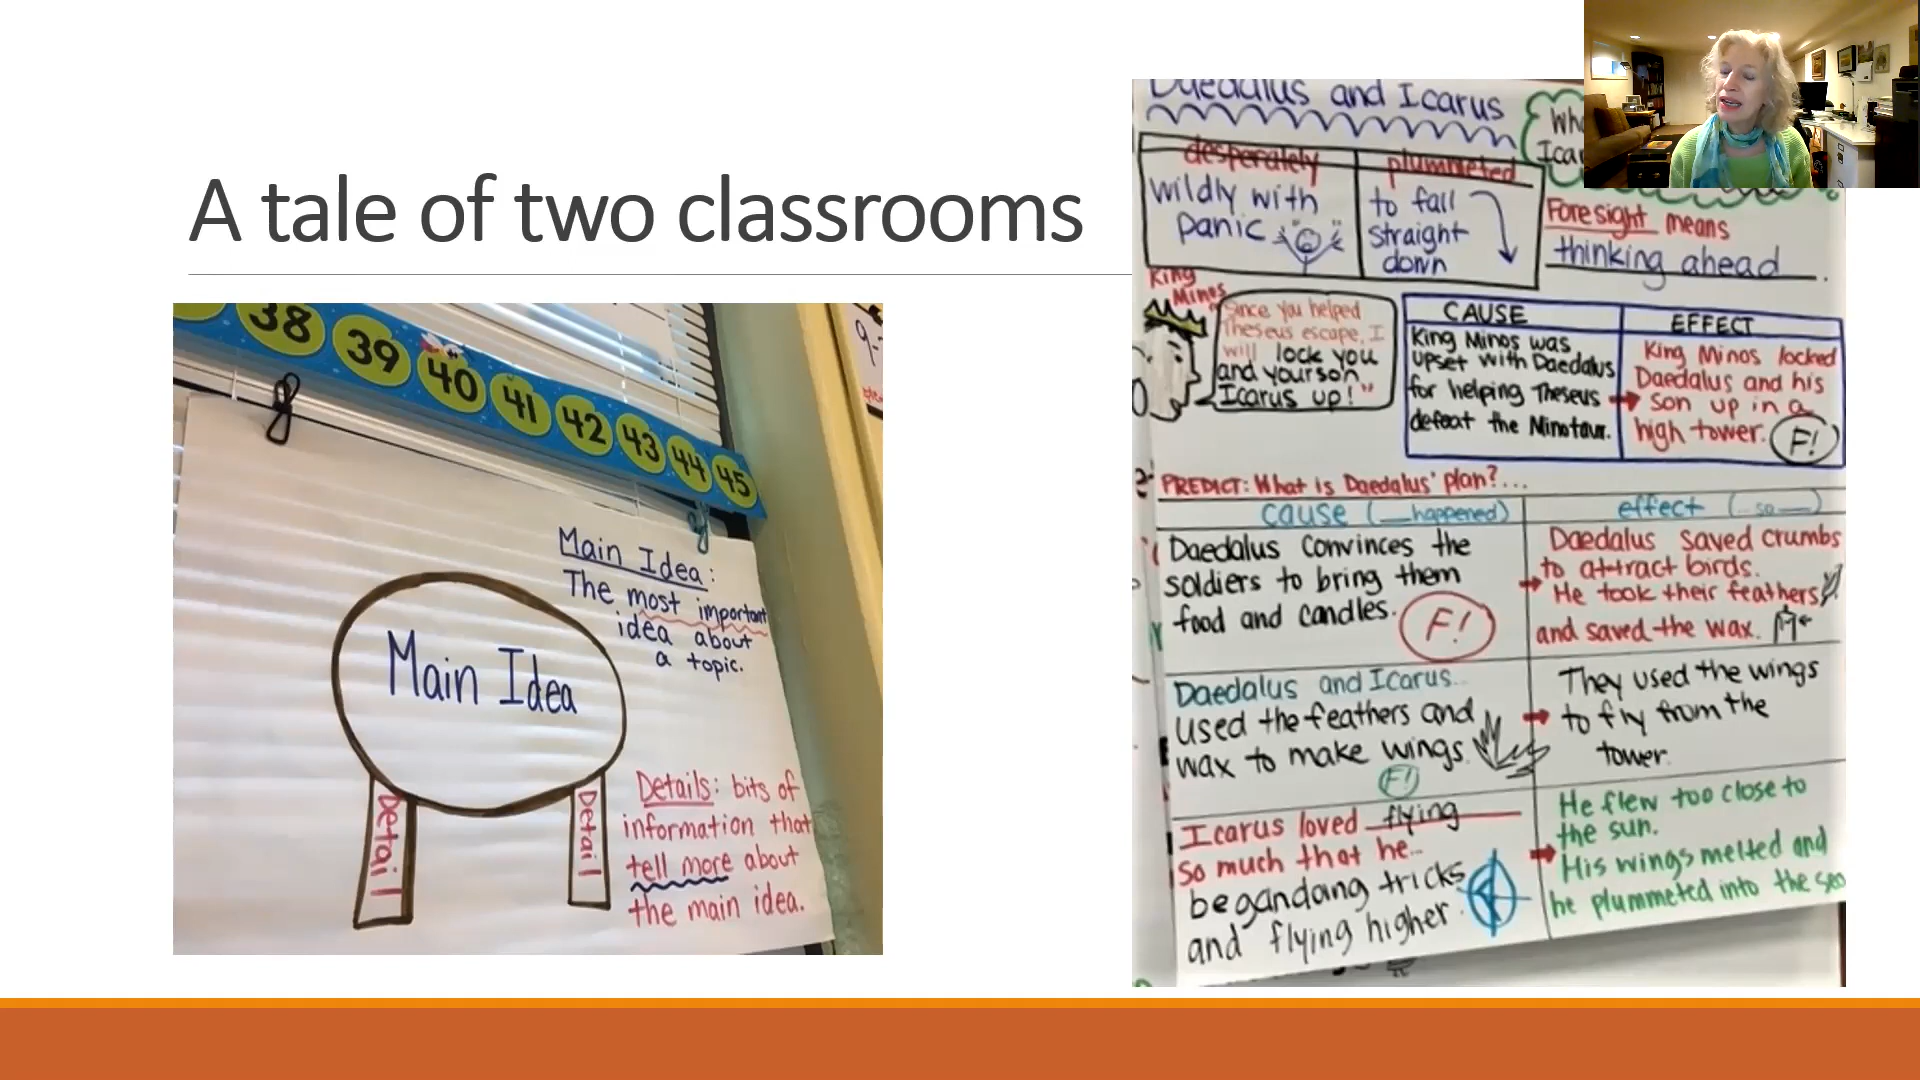 A tale of two classrooms
38 39 40 41 42 43 44 45
Main Idea:
The most important
idea about
a topic.
Main Idea
Detail
Detail
Details: bits of
information that
tell more about
the main idea.
Daedalus and Icarus
desperately
wildly with
panic
plummeted
to fall
straight
down
Foresight means
thinking ahead.
King
Minos
"Since you helped
Theseus escape, I
will lock you
and your son
Icarus up!"
CAUSE
King Minos was
upset with Daedalus
for helping Theseus
defeat the Minotaur.
EFFECT
King Minos locked
Daedalus and his
son up in a
high tower.
F!
PREDICT: What is Daedalus' plan?...
cause (__happened)
effect (...so___)
Daedalus convinces the
soldiers to bring them
food and candles.
F!
Daedalus saved crumbs
to attract birds.
He took their feathers
and saved the wax.
Daedalus and Icarus...
used the feathers and
wax to make wings.
F!
They used the wings
to fly from the
tower.
Icarus loved flying
so much that he...
began doing tricks
and flying higher.
He flew too close to
the sun.
His wings melted and
he plummeted into the sea